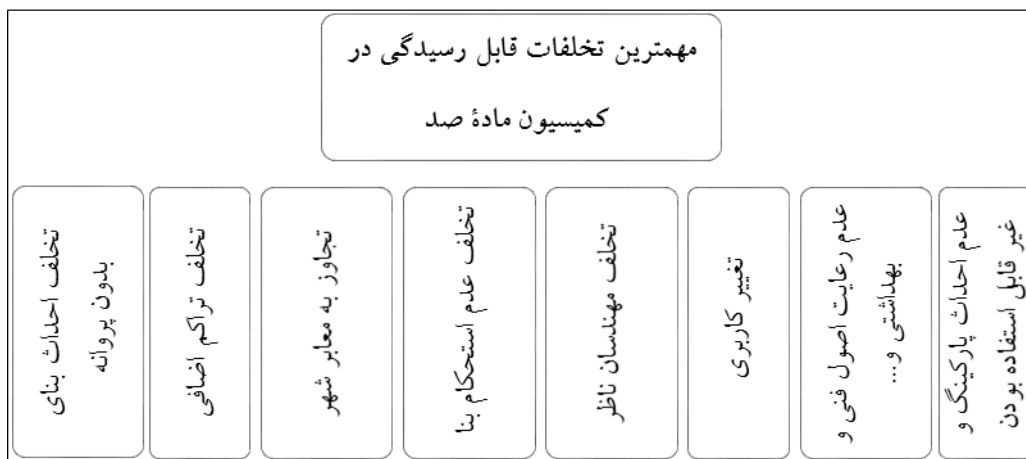 مهمترین تخلفات قابل رسیدگی در
کمیسیون مادهٔ صد
عدم احداث پارکینگ و
غیر قابل استفاده بودن
عدم رعایت اصول فنی و
بهداشتی و...
تغییر کاربری
تخلف مهندسان ناظر
تخلف عدم استحکام بنا
تجاوز به معابر شهر
تخلف تراکم اضافی
تخلف احداث بنای
بدون پروانه